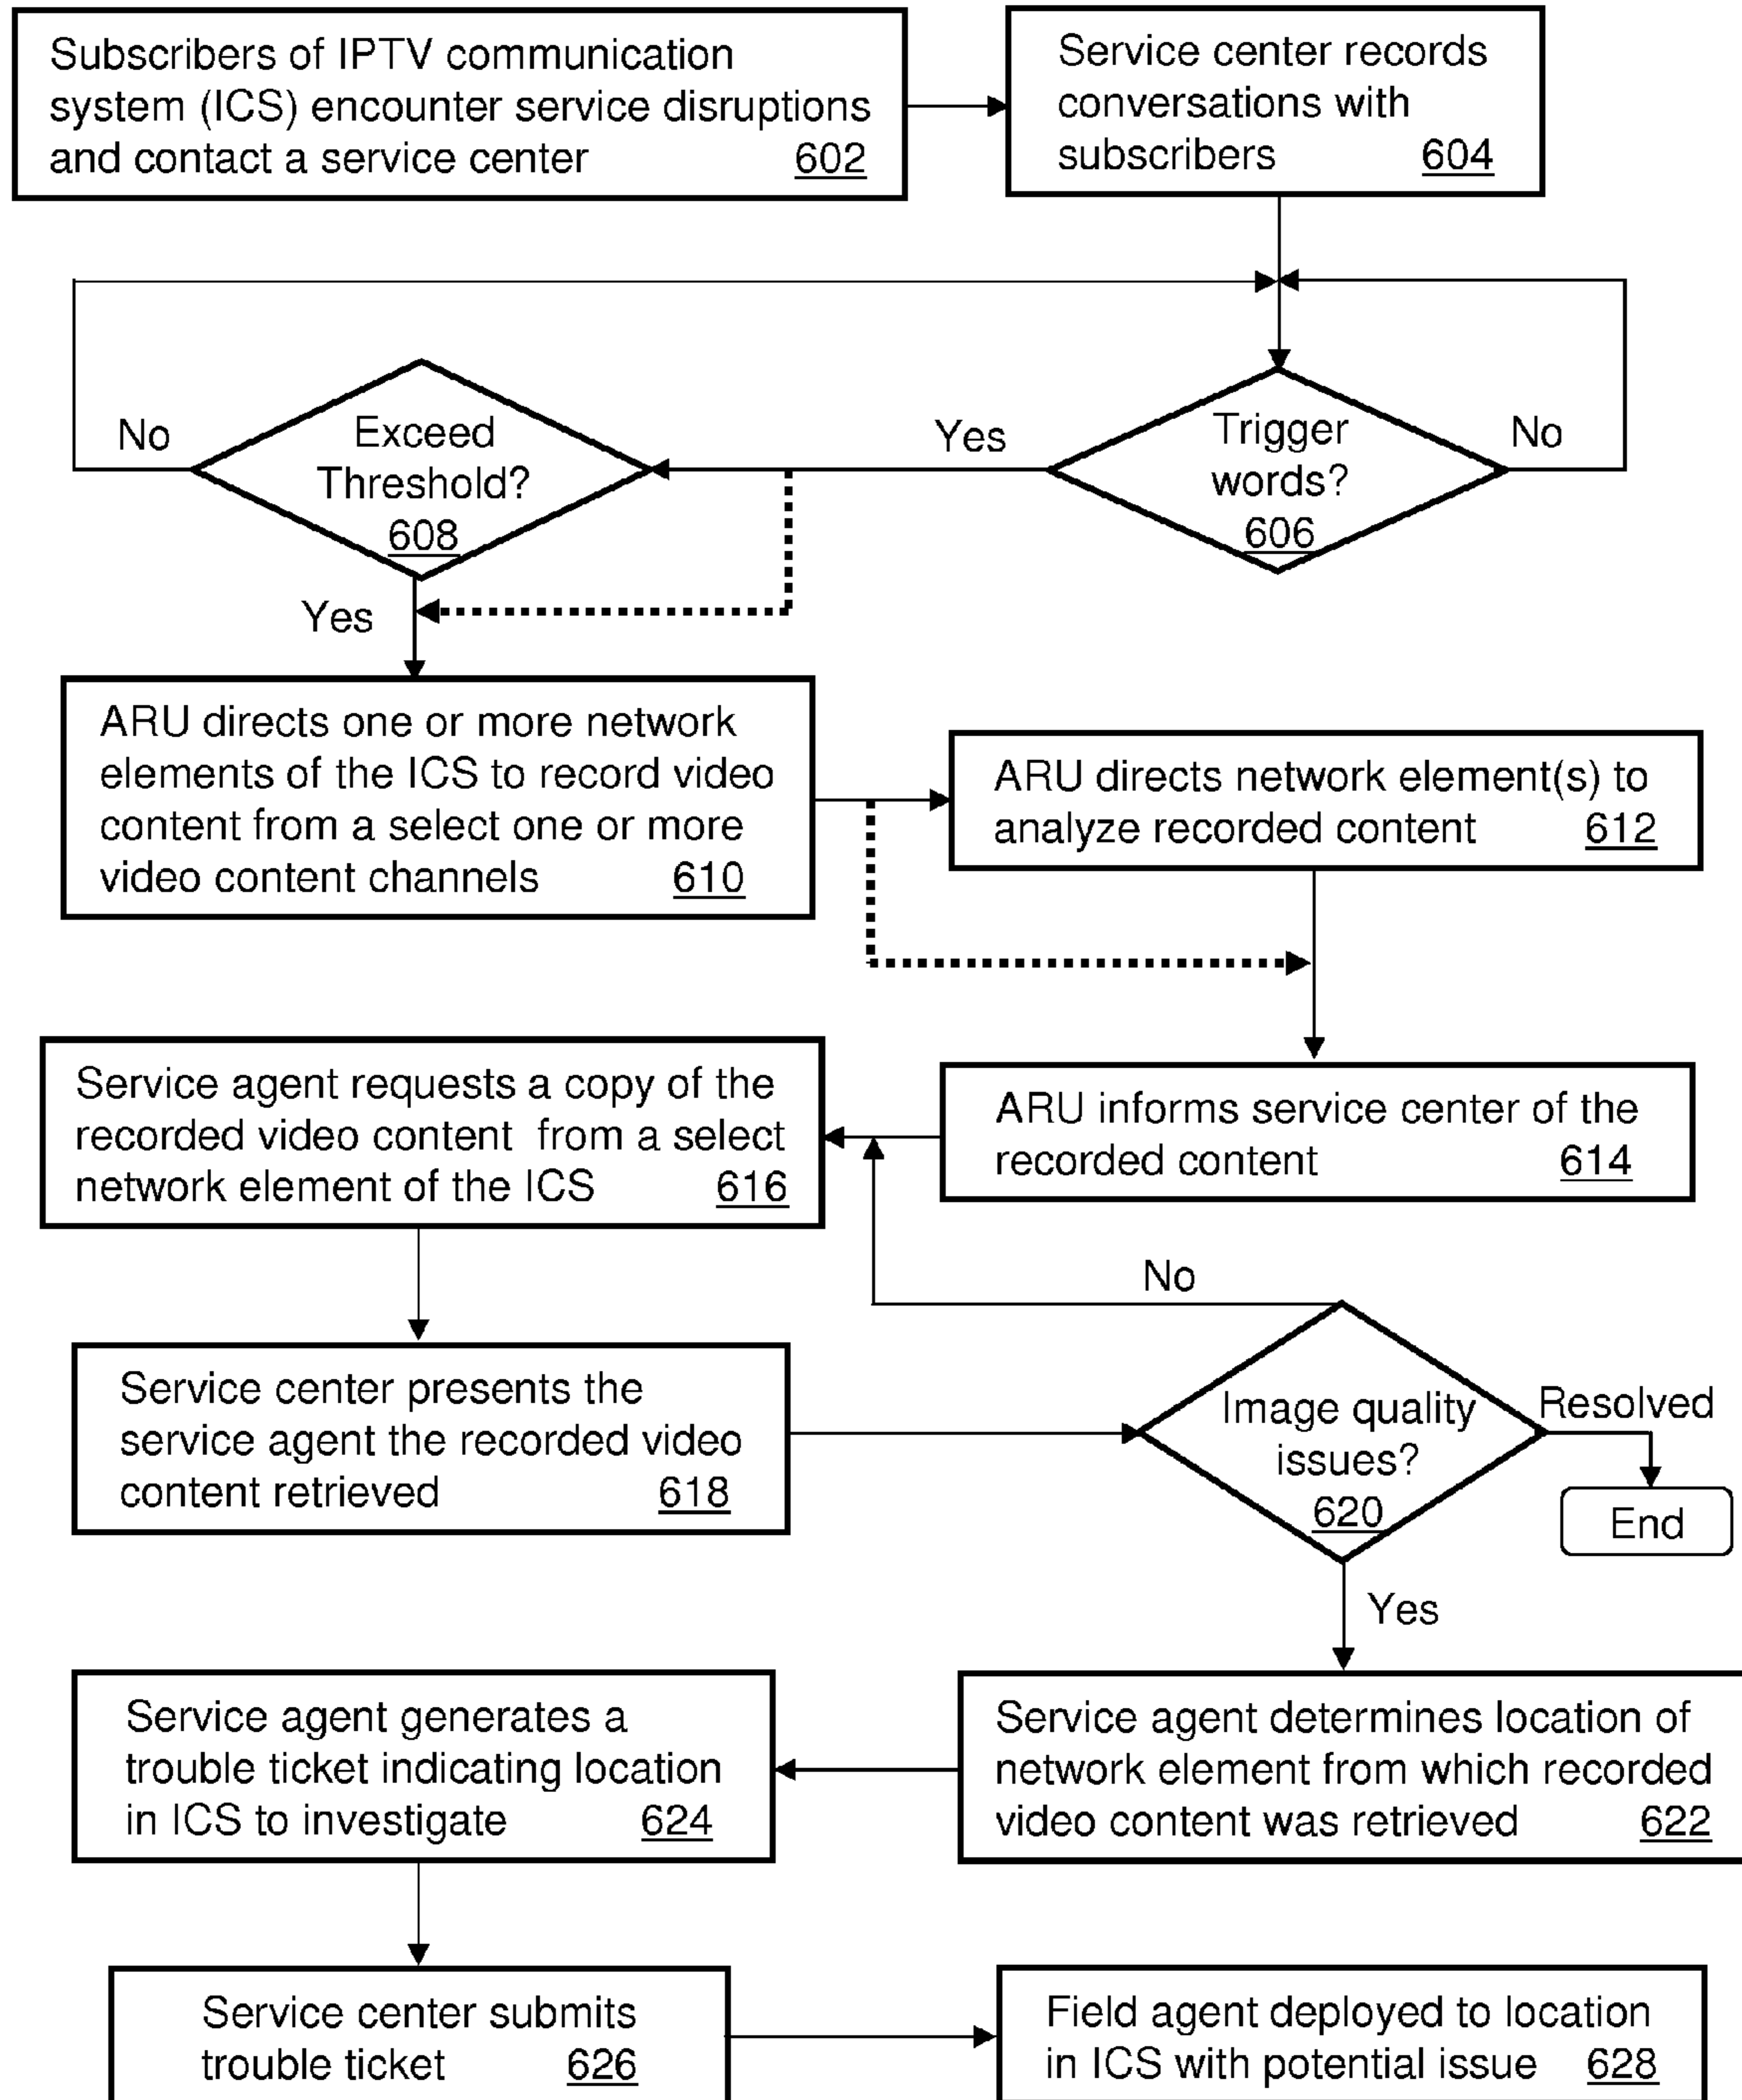 Subscribers of IPTV communication
system (ICS) encounter service disruptions
and contact a service center 602
Service center records
conversations with
subscribers 604
No
Exceed
Threshold?
608
Yes
Trigger
words?
606
No
Yes
ARU directs one or more network
elements of the ICS to record video
content from a select one or more
video content channels 610
ARU directs network element(s) to
analyze recorded content 612
Service agent requests a copy of the
recorded video content from a select
network element of the ICS 616
ARU informs service center of the
recorded content 614
No
Service center presents the
service agent the recorded video
content retrieved 618
Image quality
issues?
620
Resolved
End
Yes
Service agent generates a
trouble ticket indicating location
in ICS to investigate 624
Service agent determines location of
network element from which recorded
video content was retrieved 622
Service center submits
trouble ticket 626
Field agent deployed to location
in ICS with potential issue 628